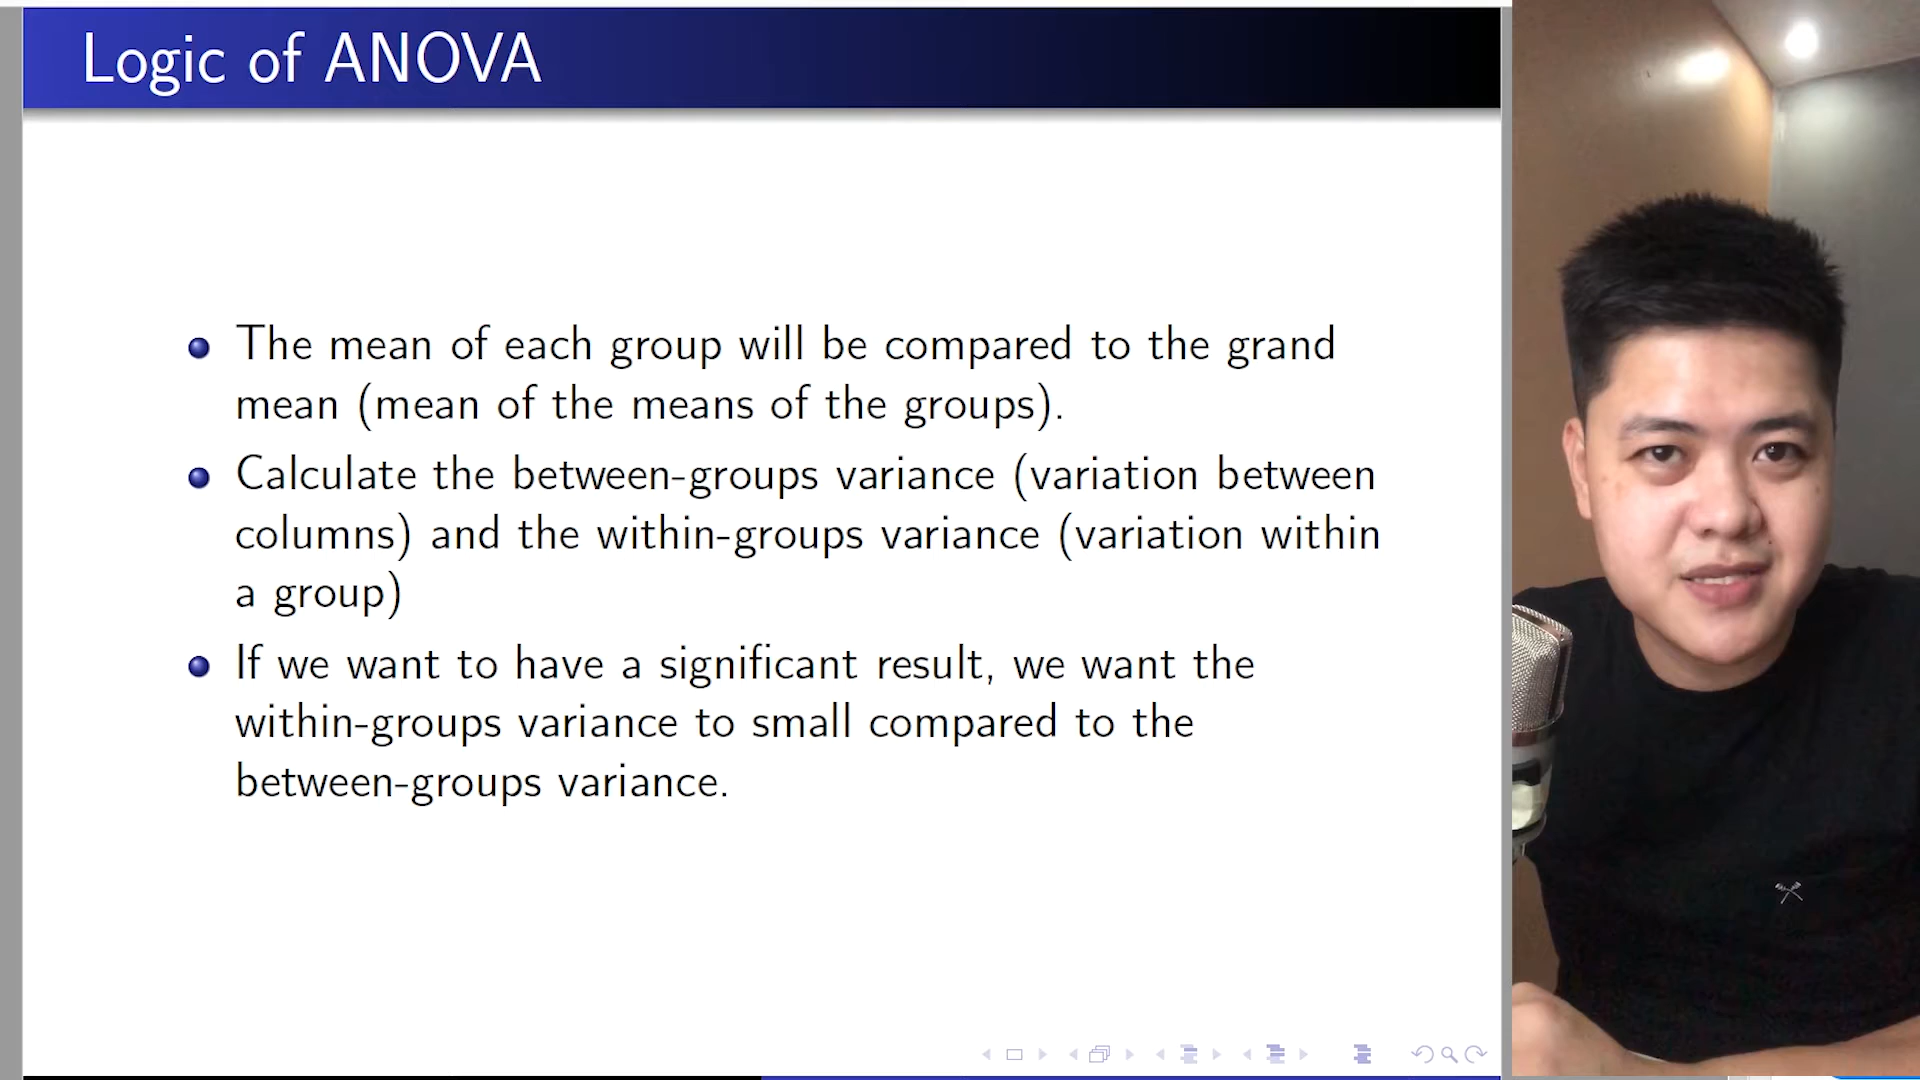 Logic of ANOVA
The mean of each group will be compared to the grand
mean (mean of the means of the groups).
Calculate the between-groups variance (variation between
columns) and the within-groups variance (variation within
a group)
If we want to have a significant result, we want the
within-groups variance to small compared to the
between-groups variance.